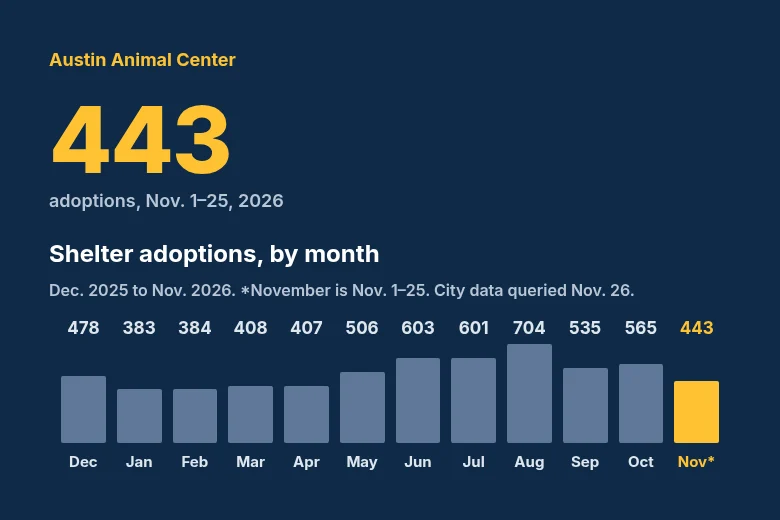 Austin Animal Center
443
adoptions, Nov. 1–25, 2026
Shelter adoptions, by month
Dec. 2025 to Nov. 2026. *November is Nov. 1–25. City data queried Nov. 26.
478 383 384 408 407 506 603 601 704 535 565 443
Dec Jan Feb Mar Apr May Jun Jul Aug Sep Oct Nov*